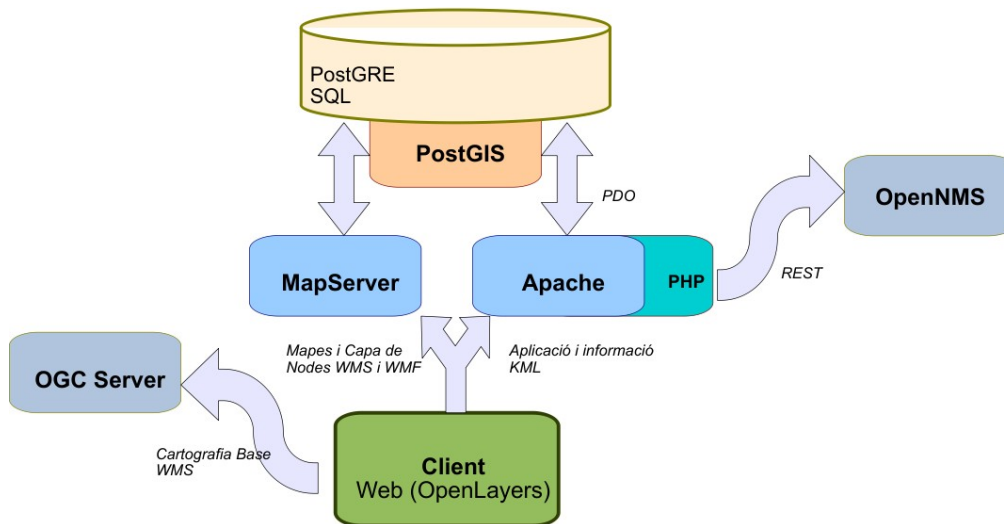 PostGRE
SQL
PostGIS
PDO
OpenNMS
MapServer
Apache
PHP
REST
Mapes i Capa de
Nodes WMS i WMF
Aplicació i informació
KML
OGC Server
Cartografia Base
WMS
Client
Web (OpenLayers)